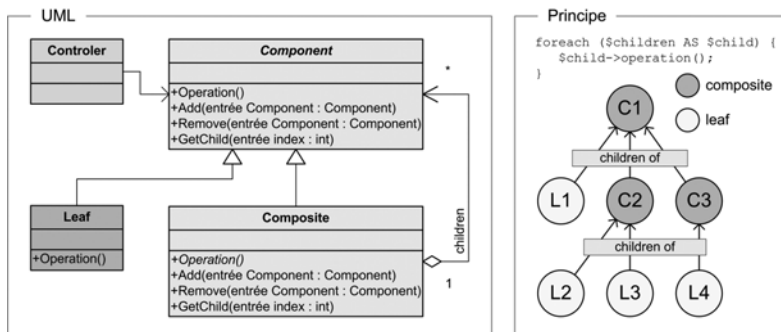 UML
Controler
Component
+Operation()
+Add(entrée Component : Component)
+Remove(entrée Component : Component)
+GetChild(entrée index : int)
*
Leaf
+Operation()
Composite
+Operation()
+Add(entrée Component : Component)
+Remove(entrée Component : Component)
+GetChild(entrée index : int)
children
1
Principe
foreach ($children AS $child) {
$child->operation();
}
composite
leaf
C1
children of
L1
C2
C3
children of
L2
L3
L4